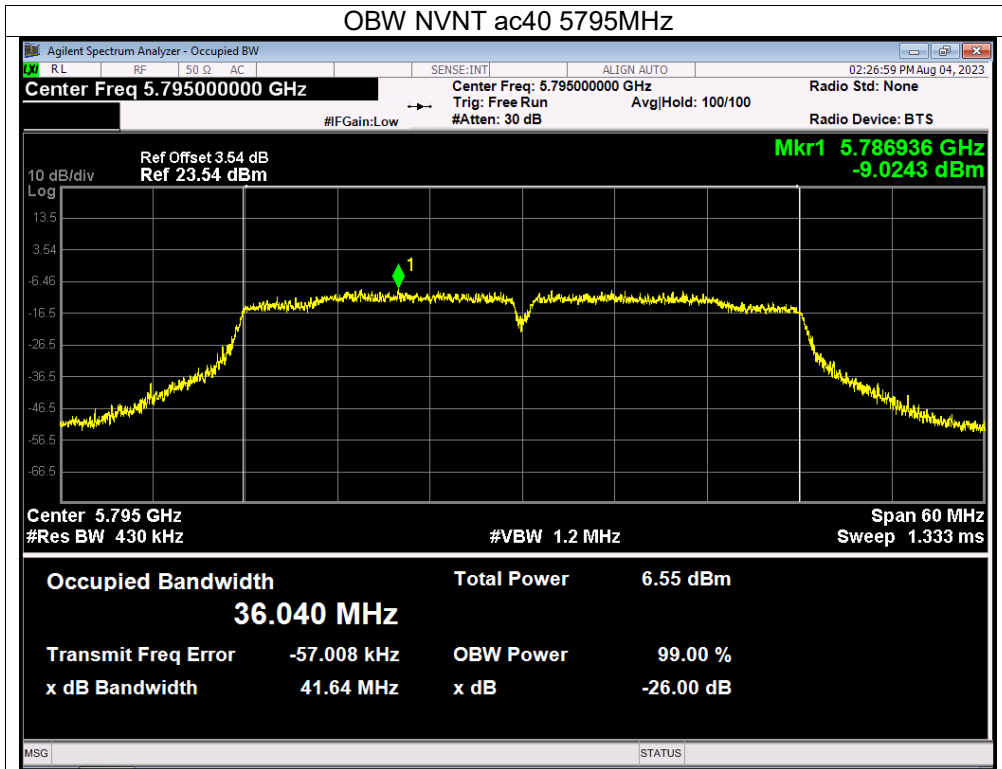 OBW NVNT ac40 5795MHz
Agilent Spectrum Analyzer - Occupied BW
LXI RL RF 50 Ω AC SENSE:INT ALIGN AUTO 02:26:59 PM Aug 04, 2023
Center Freq 5.795000000 GHz
Center Freq: 5.795000000 GHz Radio Std: None
Trig: Free Run Avg|Hold: 100/100
#IFGain:Low #Atten: 30 dB Radio Device: BTS
Mkr1 5.786936 GHz
-9.0243 dBm
Ref Offset 3.54 dB
10 dB/div Ref 23.54 dBm
Log
13.5
3.54
1
-6.46
-16.5
-26.5
-36.5
-46.5
-56.5
-66.5
Center 5.795 GHz Span 60 MHz
#Res BW 430 kHz #VBW 1.2 MHz Sweep 1.333 ms
Occupied Bandwidth Total Power 6.55 dBm
36.040 MHz
Transmit Freq Error -57.008 kHz OBW Power 99.00 %
x dB Bandwidth 41.64 MHz x dB -26.00 dB
MSG STATUS